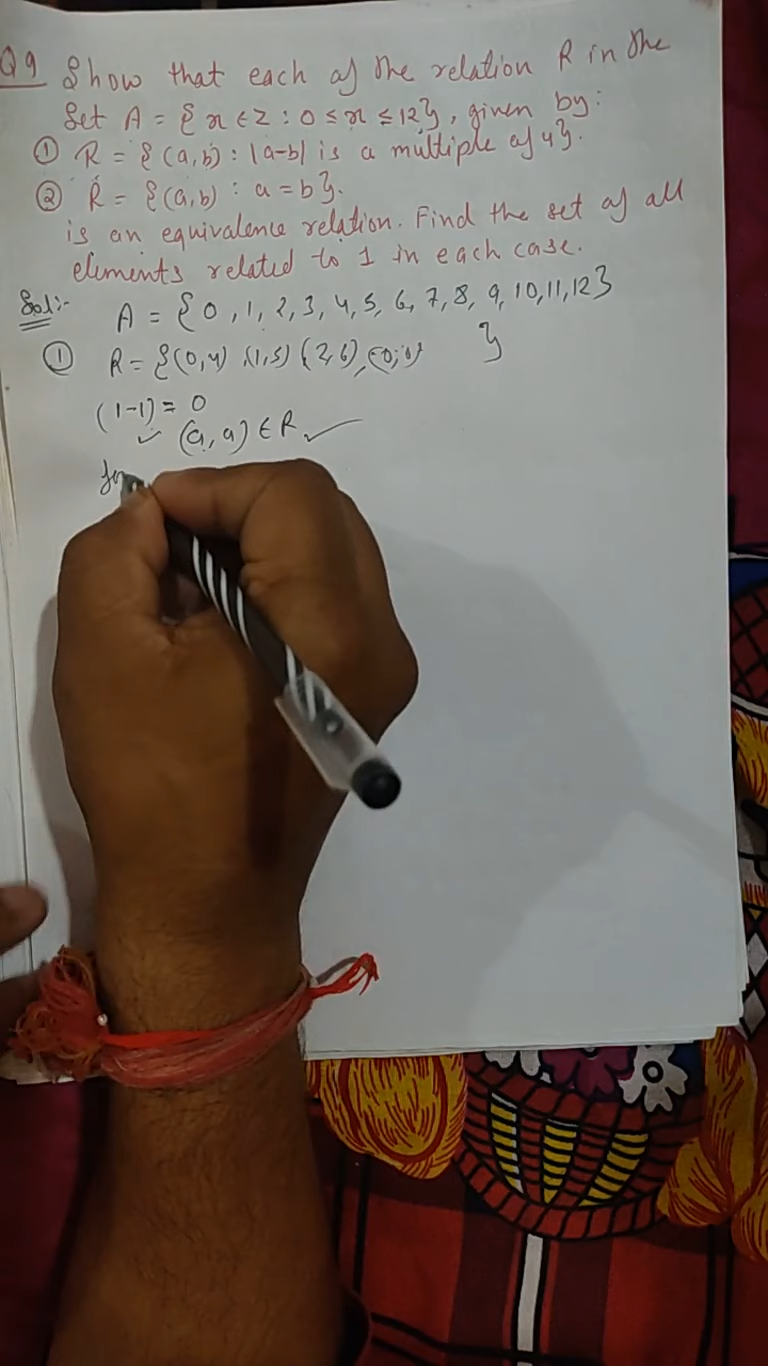 Q9 Show that each of the relation R in the
Set A = { x ∈ Z : 0 ≤ x ≤ 12}, given by:
① R = { (a,b) : |a-b| is a multiple of 4}.
② R = {(a,b) : a = b}.
is an equivalence relation. Find the set of all
elements related to 1 in each case.
Sol:-
A = {0, 1, 2, 3, 4, 5, 6, 7, 8, 9, 10, 11, 12}
① R = {(0,4) ,(1,5) (2,6), }
(1-1) = 0
✓ (a, a) ∈ R ✓